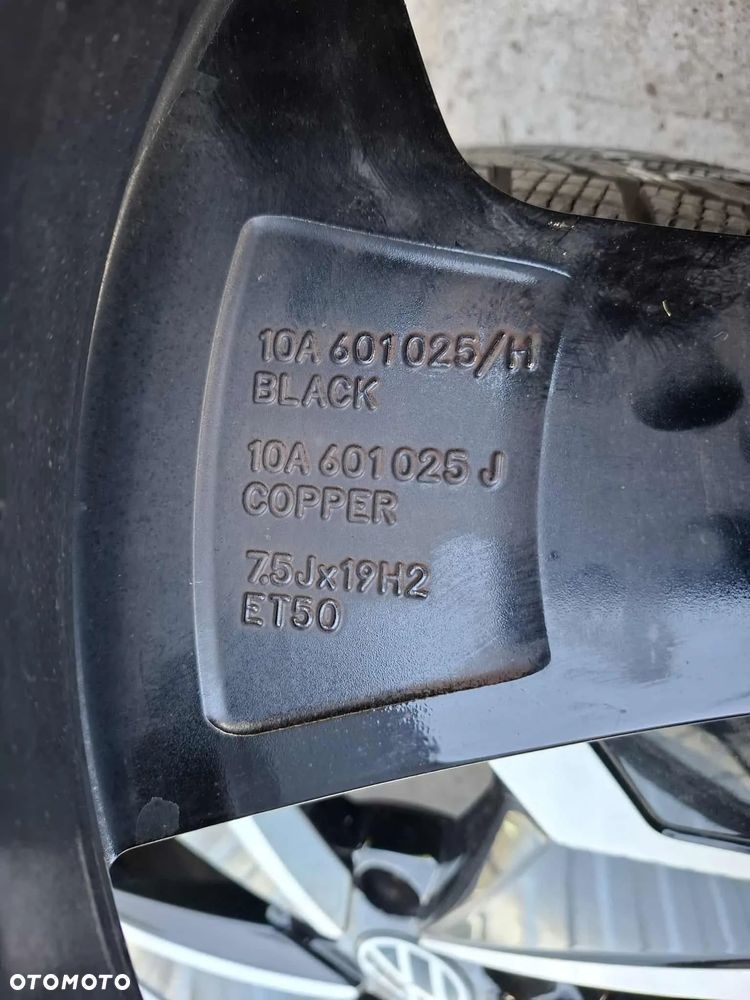 10A 601 025/H
BLACK
10A 601 025 J
COPPER
7.5Jx19H2
ET50
OTOMOTO